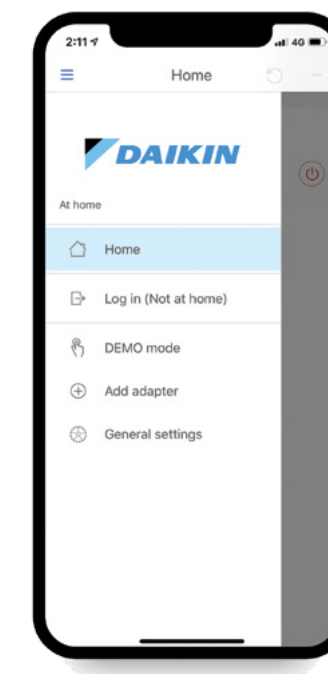 2:11
4G
Home
DAIKIN
At home
Home
Log in (Not at home)
DEMO mode
Add adapter
General settings